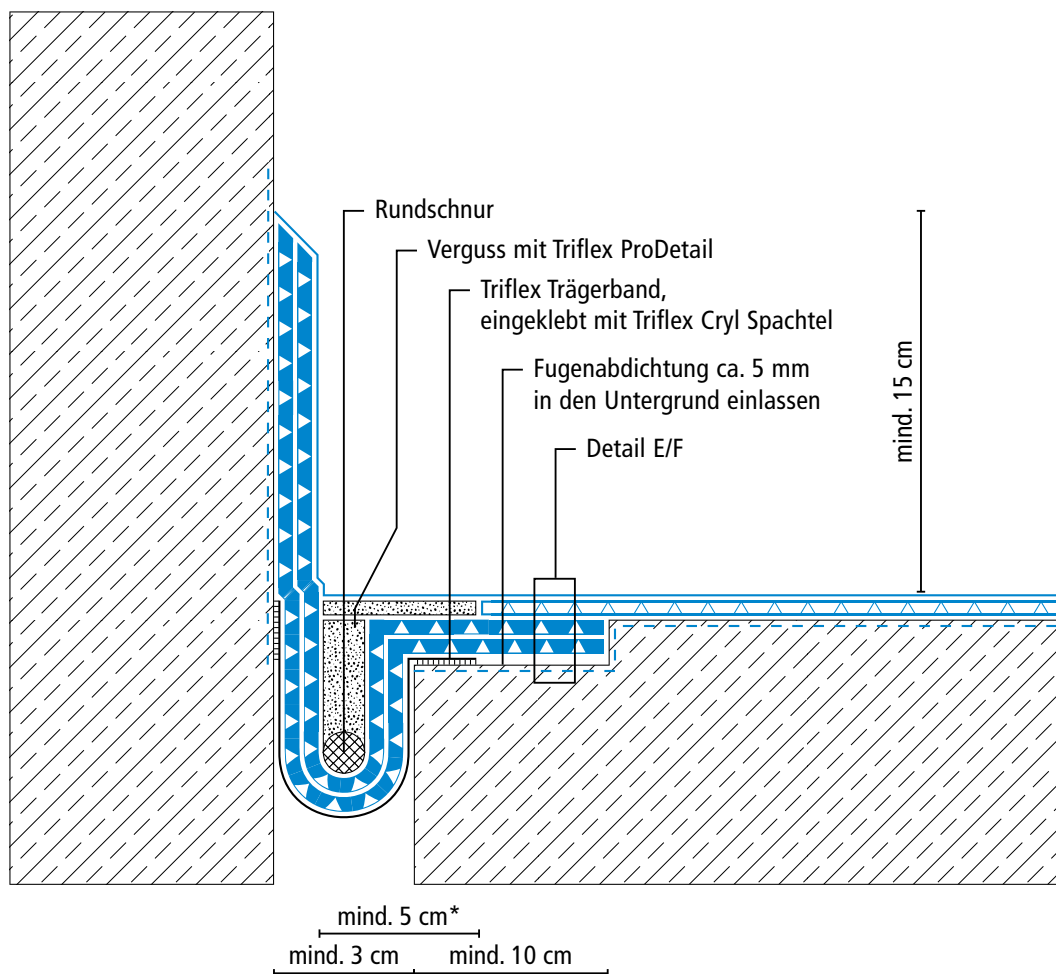 Rundschnur
Verguss mit Triflex ProDetail
Triflex Trägerband,
eingeklebt mit Triflex Cryl Spachtel
Fugenabdichtung ca. 5 mm
in den Untergrund einlassen
Detail E/F
mind. 15 cm
mind. 5 cm*
mind. 3 cm
mind. 10 cm